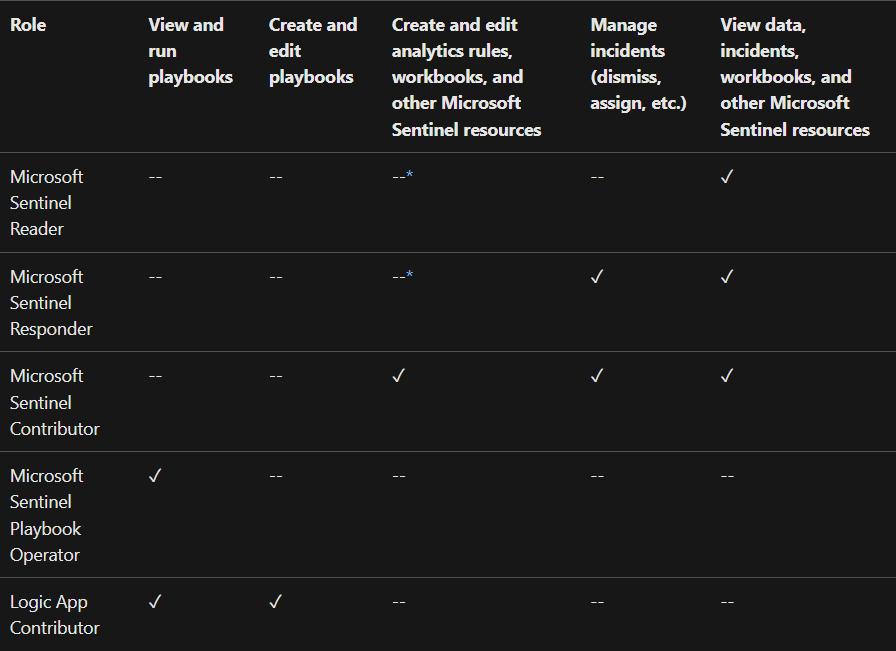 Role
View and
run
playbooks
Create and
edit
playbooks
Create and edit
analytics rules,
workbooks, and
other Microsoft
Sentinel resources
Manage
incidents
(dismiss,
assign, etc.)
View data,
incidents,
workbooks, and
other Microsoft
Sentinel resources
Microsoft
Sentinel
Reader
--
--
--*
--
✓
Microsoft
Sentinel
Responder
--
--
--*
✓
✓
Microsoft
Sentinel
Contributor
--
--
✓
✓
✓
Microsoft
Sentinel
Playbook
Operator
✓
--
--
--
--
Logic App
Contributor
✓
✓
--
--
--